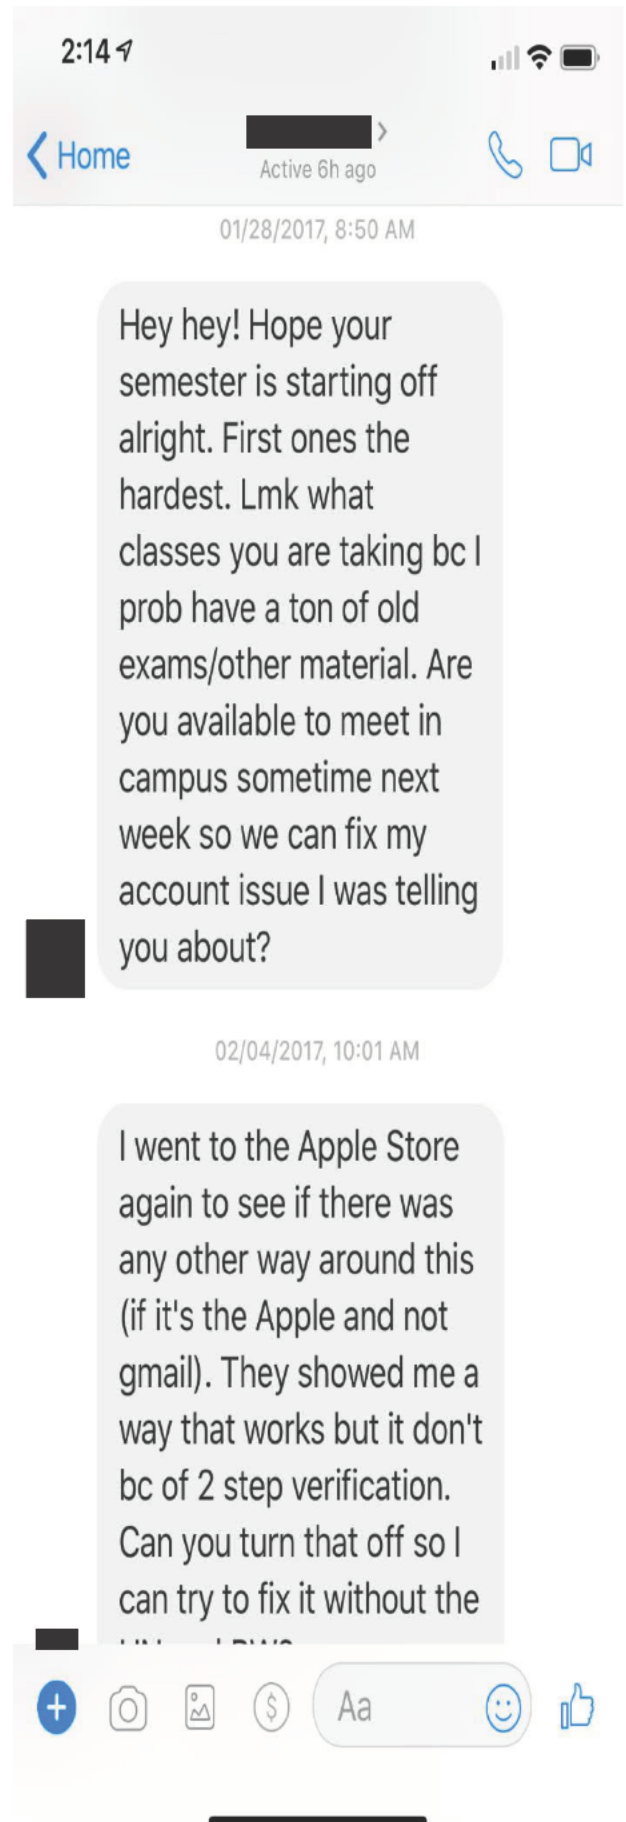 2:14
Home
Active 6h ago
01/28/2017, 8:50 AM
Hey hey! Hope your
semester is starting off
alright. First ones the
hardest. Lmk what
classes you are taking bc I
prob have a ton of old
exams/other material. Are
you available to meet in
campus sometime next
week so we can fix my
account issue I was telling
you about?
02/04/2017, 10:01 AM
I went to the Apple Store
again to see if there was
any other way around this
(if it's the Apple and not
gmail). They showed me a
way that works but it don't
bc of 2 step verification.
Can you turn that off so I
can try to fix it without the
Aa